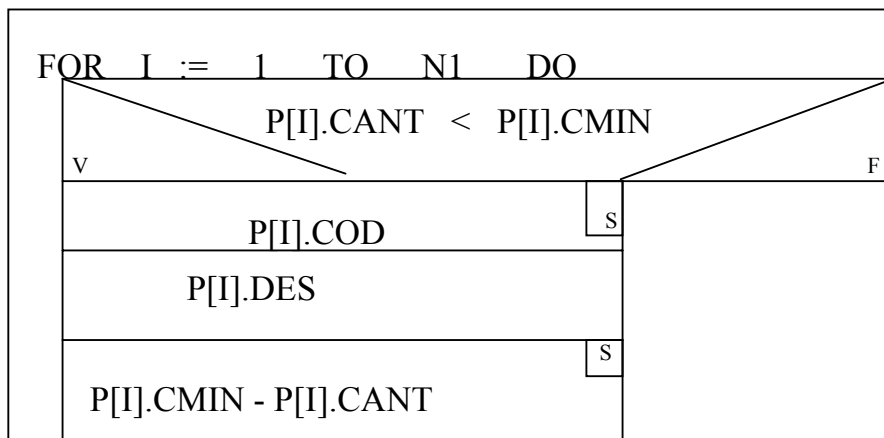 FOR I := 1 TO N1 DO
P[I].CANT < P[I].CMIN
V F
P[I].COD S
P[I].DES
S
P[I].CMIN - P[I].CANT